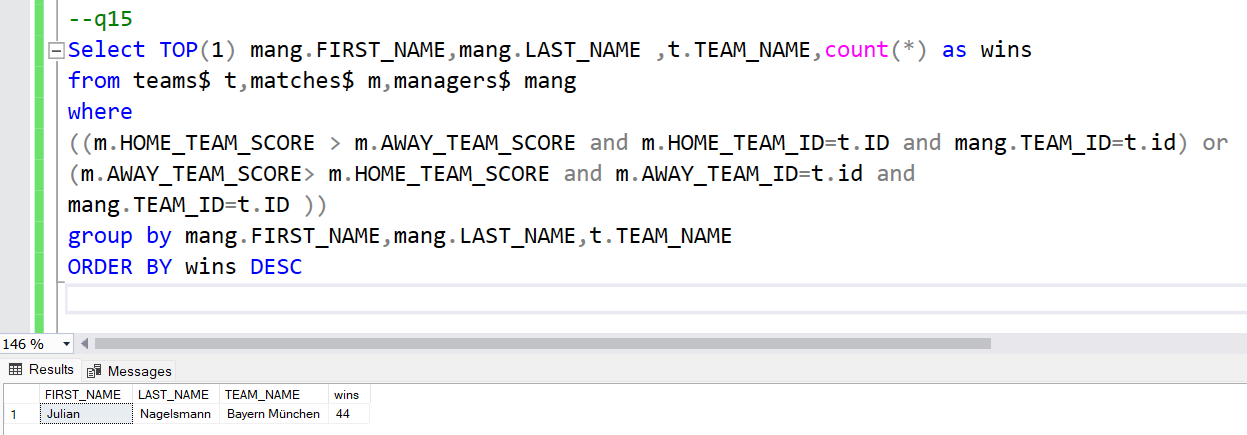 --q15
Select TOP(1) mang.FIRST_NAME,mang.LAST_NAME ,t.TEAM_NAME,count(*) as wins
from teams$ t,matches$ m,managers$ mang
where
((m.HOME_TEAM_SCORE > m.AWAY_TEAM_SCORE and m.HOME_TEAM_ID=t.ID and mang.TEAM_ID=t.id) or
(m.AWAY_TEAM_SCORE> m.HOME_TEAM_SCORE and m.AWAY_TEAM_ID=t.id and
mang.TEAM_ID=t.ID ))
group by mang.FIRST_NAME,mang.LAST_NAME,t.TEAM_NAME
ORDER BY wins DESC
146 %
Results Messages
FIRST_NAME LAST_NAME TEAM_NAME wins
1 Julian Nagelsmann Bayern München 44